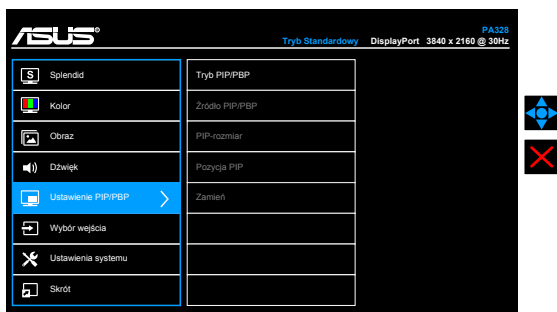 ASUS
PA328
Tryb Standardowy DisplayPort 3840 x 2160 @ 30Hz
S Splendid
Kolor
Obraz
Dźwięk
Ustawienie PIP/PBP
Wybór wejścia
Ustawienia systemu
Skrót
Tryb PIP/PBP
Źródło PIP/PBP
PIP-rozmiar
Pozycja PIP
Zamień